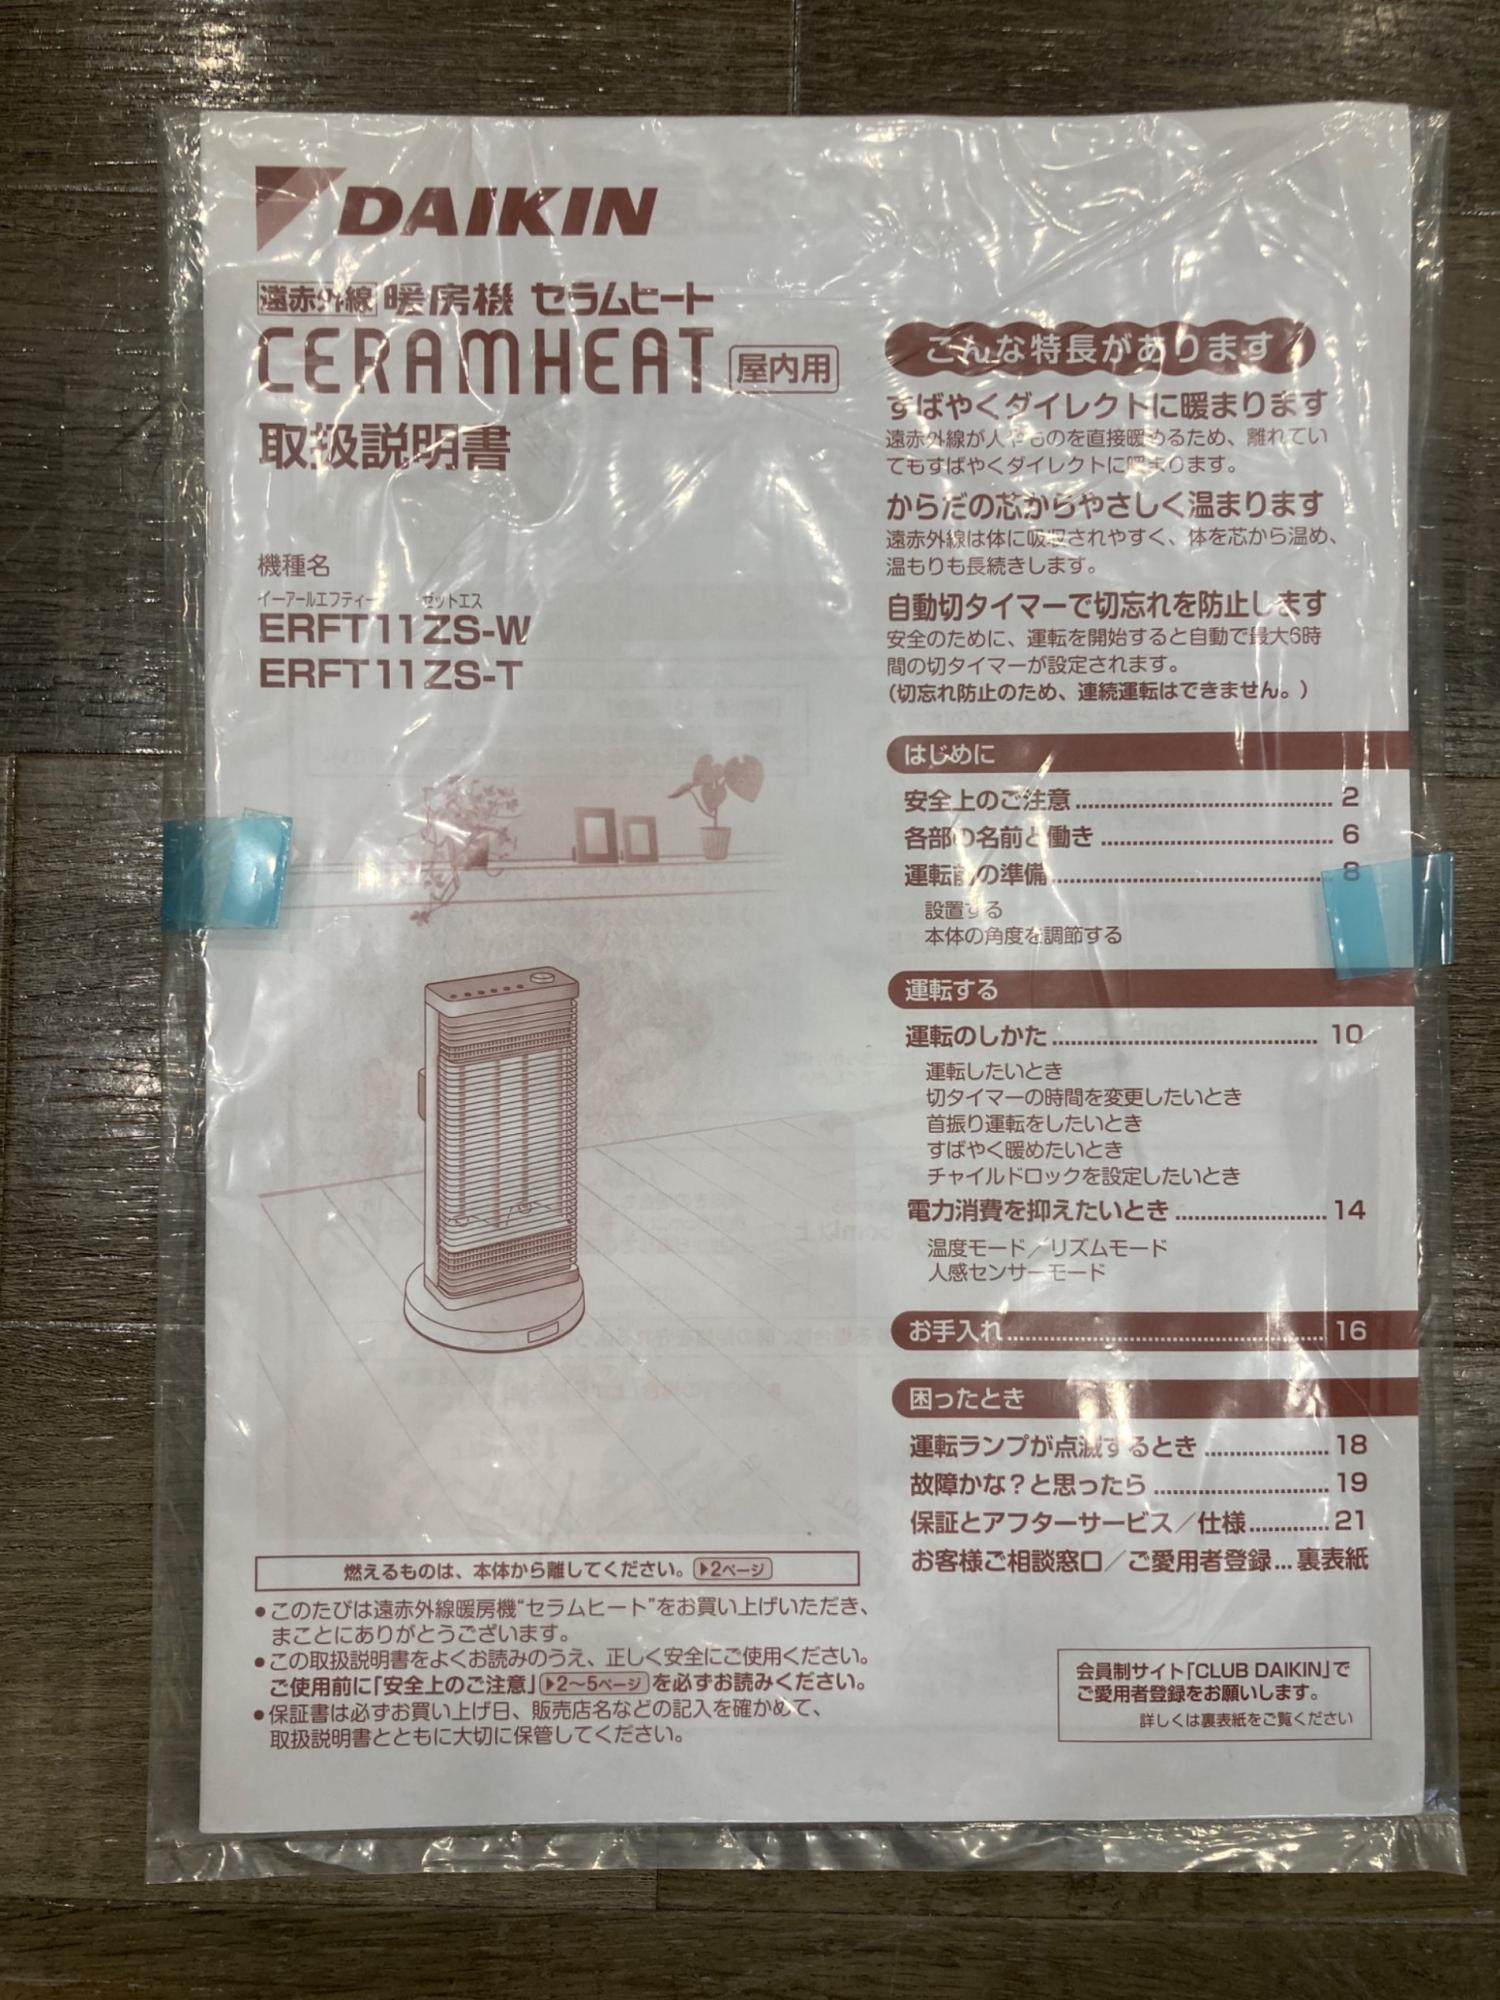 DAIKIN
遠赤外線 暖房機 セラムヒート
CERAMHEAT 屋内用
取扱説明書
機種名
イーアールエフティー ゼットエス
ERFT11ZS-W
ERFT11ZS-T
燃えるものは、本体から離してください。▶2ページ
●このたびは遠赤外線暖房機“セラムヒート”をお買い上げいただき、
まことにありがとうございます。
●この取扱説明書をよくお読みのうえ、正しく安全にご使用ください。
ご使用前に「安全上のご注意」▶2～5ページを必ずお読みください。
●保証書は必ずお買い上げ日、販売店名などの記入を確かめて、
取扱説明書とともに大切に保管してください。
こんな特長があります
すばやくダイレクトに暖まります
遠赤外線が人やものを直接暖めるため、離れてい
てもすばやくダイレクトに暖まります。
からだの芯からやさしく温まります
遠赤外線は体に吸収されやすく、体を芯から温め、
温もりも長続きします。
自動切タイマーで切忘れを防止します
安全のために、運転を開始すると自動で最大6時
間の切タイマーが設定されます。
（切忘れ防止のため、連続運転はできません。）
はじめに
安全上のご注意 2
各部の名前と働き 6
運転前の準備 8
設置する
本体の角度を調節する
運転する
運転のしかた 10
運転したいとき
切タイマーの時間を変更したいとき
首振り運転をしたいとき
すばやく暖めたいとき
チャイルドロックを設定したいとき
電力消費を抑えたいとき 14
温度モード／リズムモード
人感センサーモード
お手入れ 16
困ったとき
運転ランプが点滅するとき 18
故障かな？と思ったら 19
保証とアフターサービス／仕様 21
お客様ご相談窓口／ご愛用者登録…裏表紙
会員制サイト「CLUB DAIKIN」で
ご愛用者登録をお願いします。
詳しくは裏表紙をご覧ください